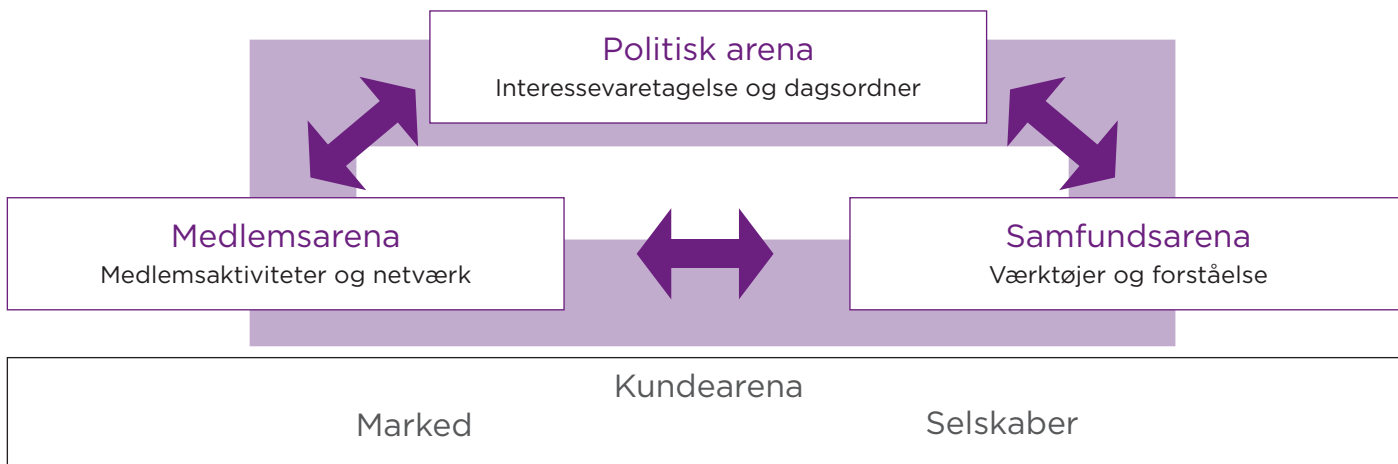 Politisk arena
Interessevaretagelse og dagsordner
Medlemsarena
Medlemsaktiviteter og netværk
Samfundsarena
Værktøjer og forståelse
Kundearena
Marked
Selskaber